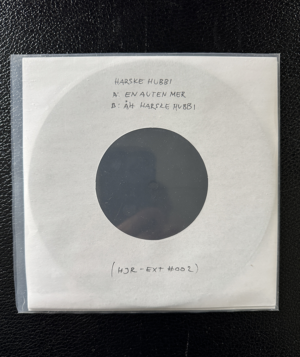 HARSKE HUBBI
A: EN AUTEN MER
B: ÅH HARSKE HUBBI
(HJR-EXT #002)